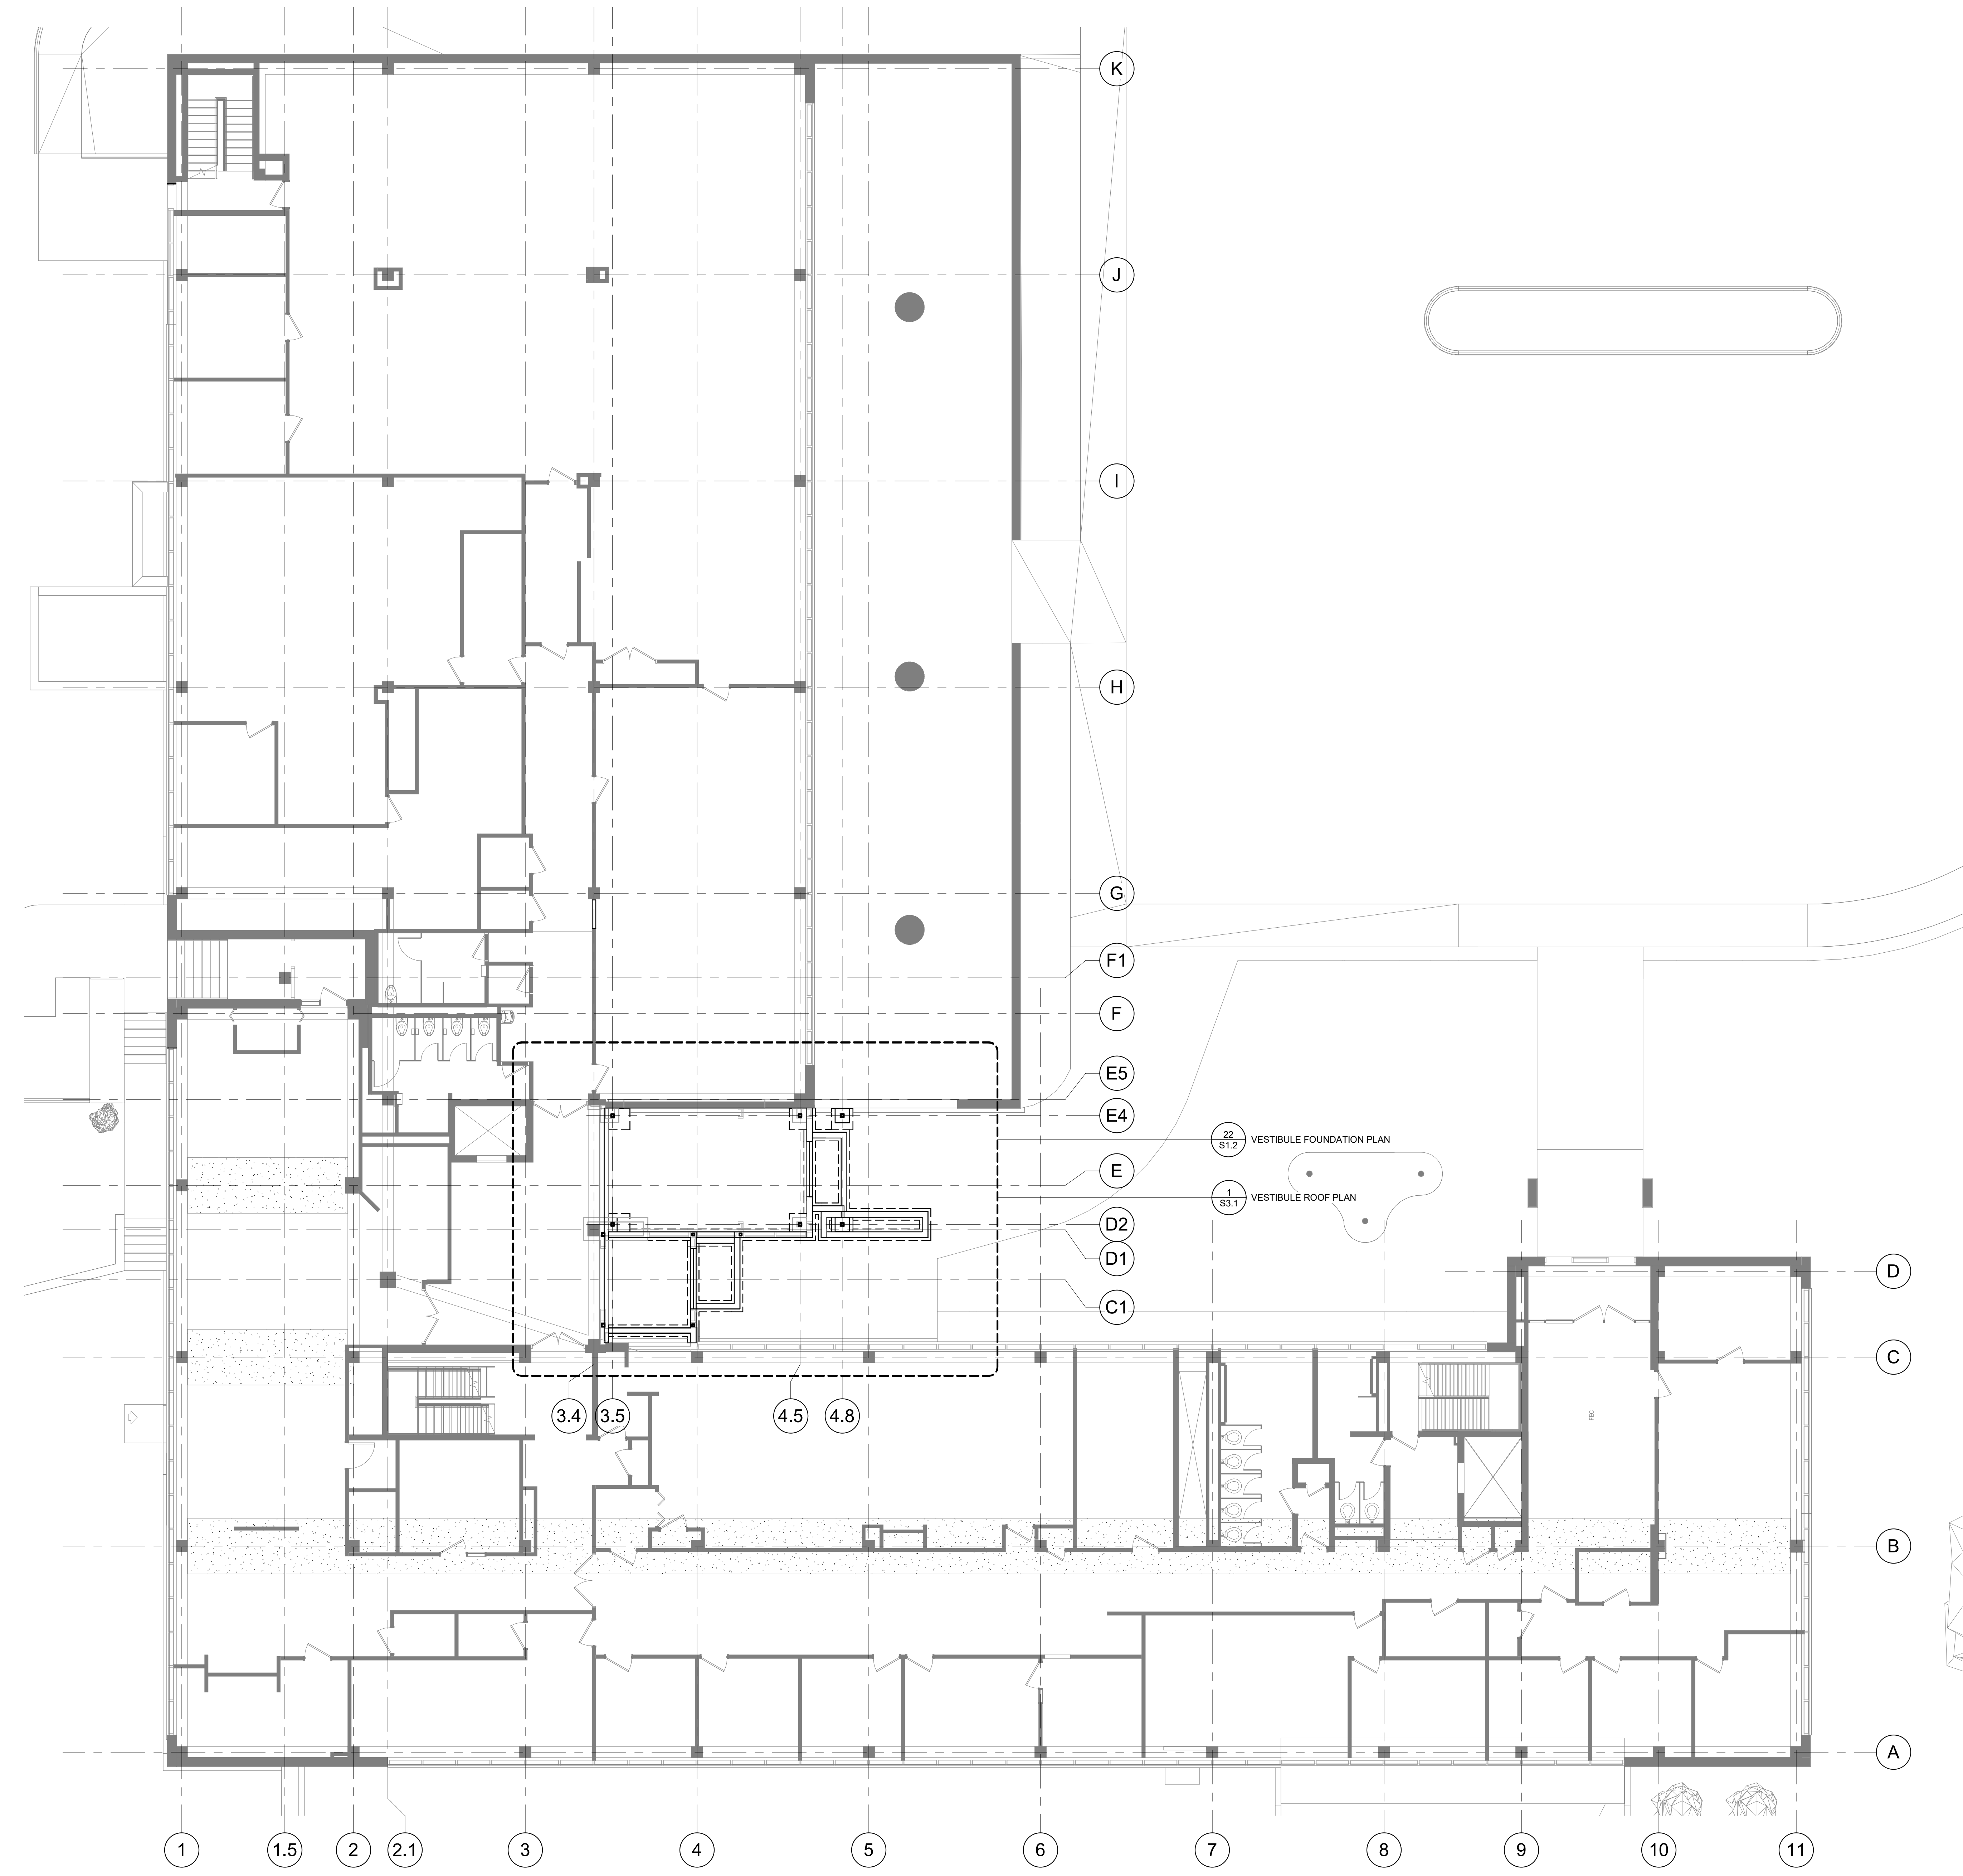 K
J
I
H
G
F1
F
E5
E4
22
S1.2
VESTIBULE FOUNDATION PLAN
E
1
S3.1
VESTIBULE ROOF PLAN
D2
D1
D
C1
C
3.4
3.5
4.5
4.8
FEC
B
A
1
1.5
2
2.1
3
4
5
6
7
8
9
10
11